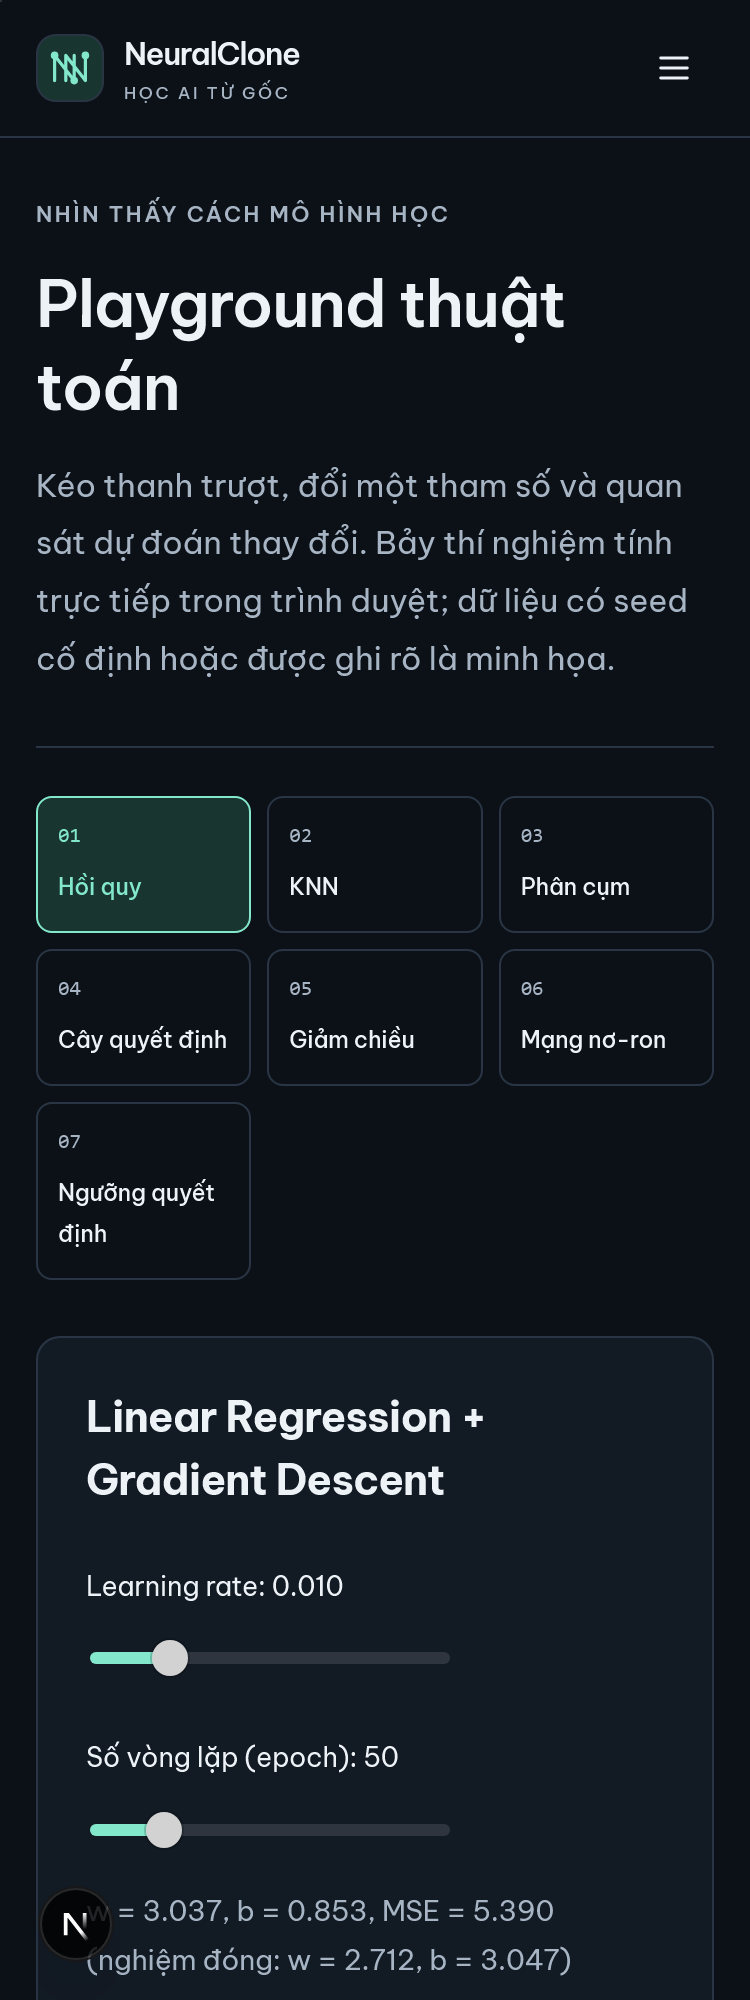 NeuralClone
HỌC AI TỪ GỐC
NHÌN THẤY CÁCH MÔ HÌNH HỌC
Playground thuật
toán
Kéo thanh trượt, đổi một tham số và quan
sát dự đoán thay đổi. Bảy thí nghiệm tính
trực tiếp trong trình duyệt; dữ liệu có seed
cố định hoặc được ghi rõ là minh họa.
01
Hồi quy
02
KNN
03
Phân cụm
04
Cây quyết định
05
Giảm chiều
06
Mạng nơ-ron
07
Ngưỡng quyết
định
Linear Regression +
Gradient Descent
Learning rate: 0.010
Số vòng lặp (epoch): 50
w = 3.037, b = 0.853, MSE = 5.390
(nghiệm đóng: w = 2.712, b = 3.047)
N